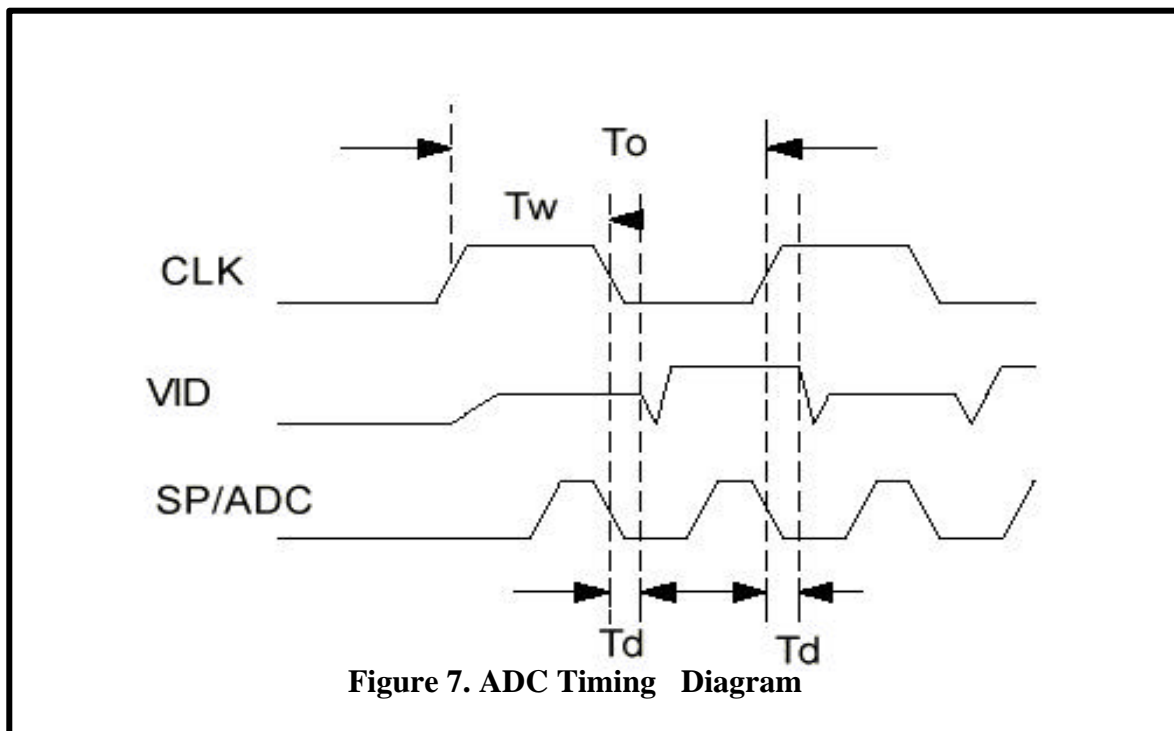 To
Tw
CLK
VID
SP/ADC
Td
Td
Figure 7. ADC Timing Diagram